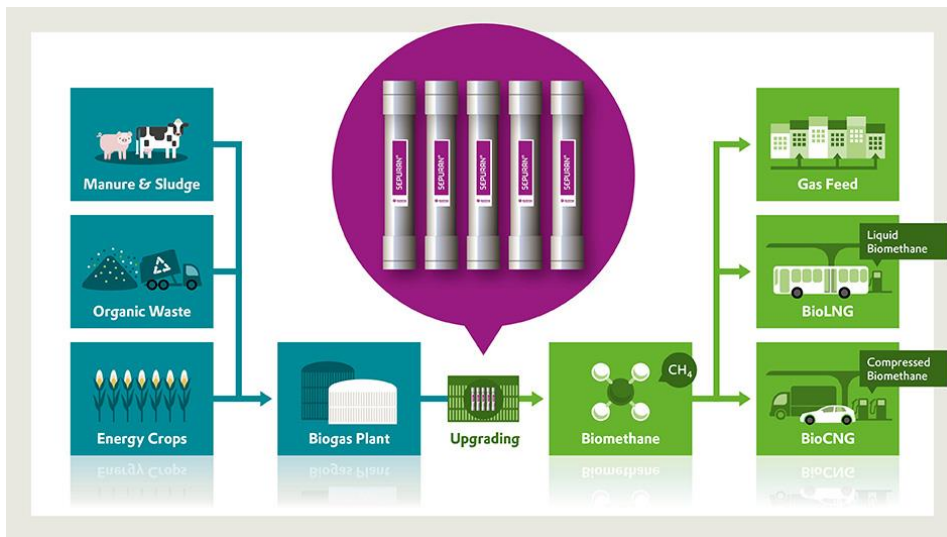 SEPURAN®
SEPURAN®
SEPURAN®
SEPURAN®
SEPURAN®
Manure & Sludge
Organic Waste
Energy Crops
Biogas Plant
Upgrading
Biomethane
CH₄
Gas Feed
Liquid
Biomethane
BioLNG
Compressed
Biomethane
BioCNG